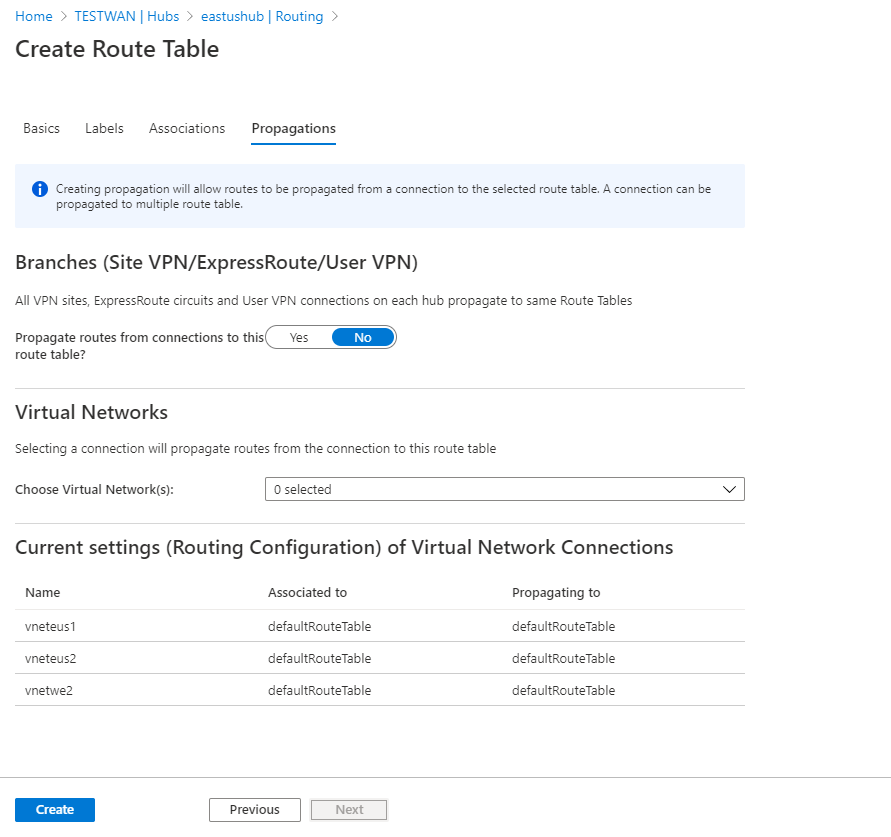 Home > TESTWAN | Hubs > eastushub | Routing >
Create Route Table
Basics Labels Associations Propagations
Creating propagation will allow routes to be propagated from a connection to the selected route table. A connection can be
propagated to multiple route table.
Branches (Site VPN/ExpressRoute/User VPN)
All VPN sites, ExpressRoute circuits and User VPN connections on each hub propagate to same Route Tables
Propagate routes from connections to this Yes No
route table?
Virtual Networks
Selecting a connection will propagate routes from the connection to this route table
Choose Virtual Network(s): 0 selected
Current settings (Routing Configuration) of Virtual Network Connections
Name Associated to Propagating to
vneteus1 defaultRouteTable defaultRouteTable
vneteus2 defaultRouteTable defaultRouteTable
vnetwe2 defaultRouteTable defaultRouteTable
Create Previous Next